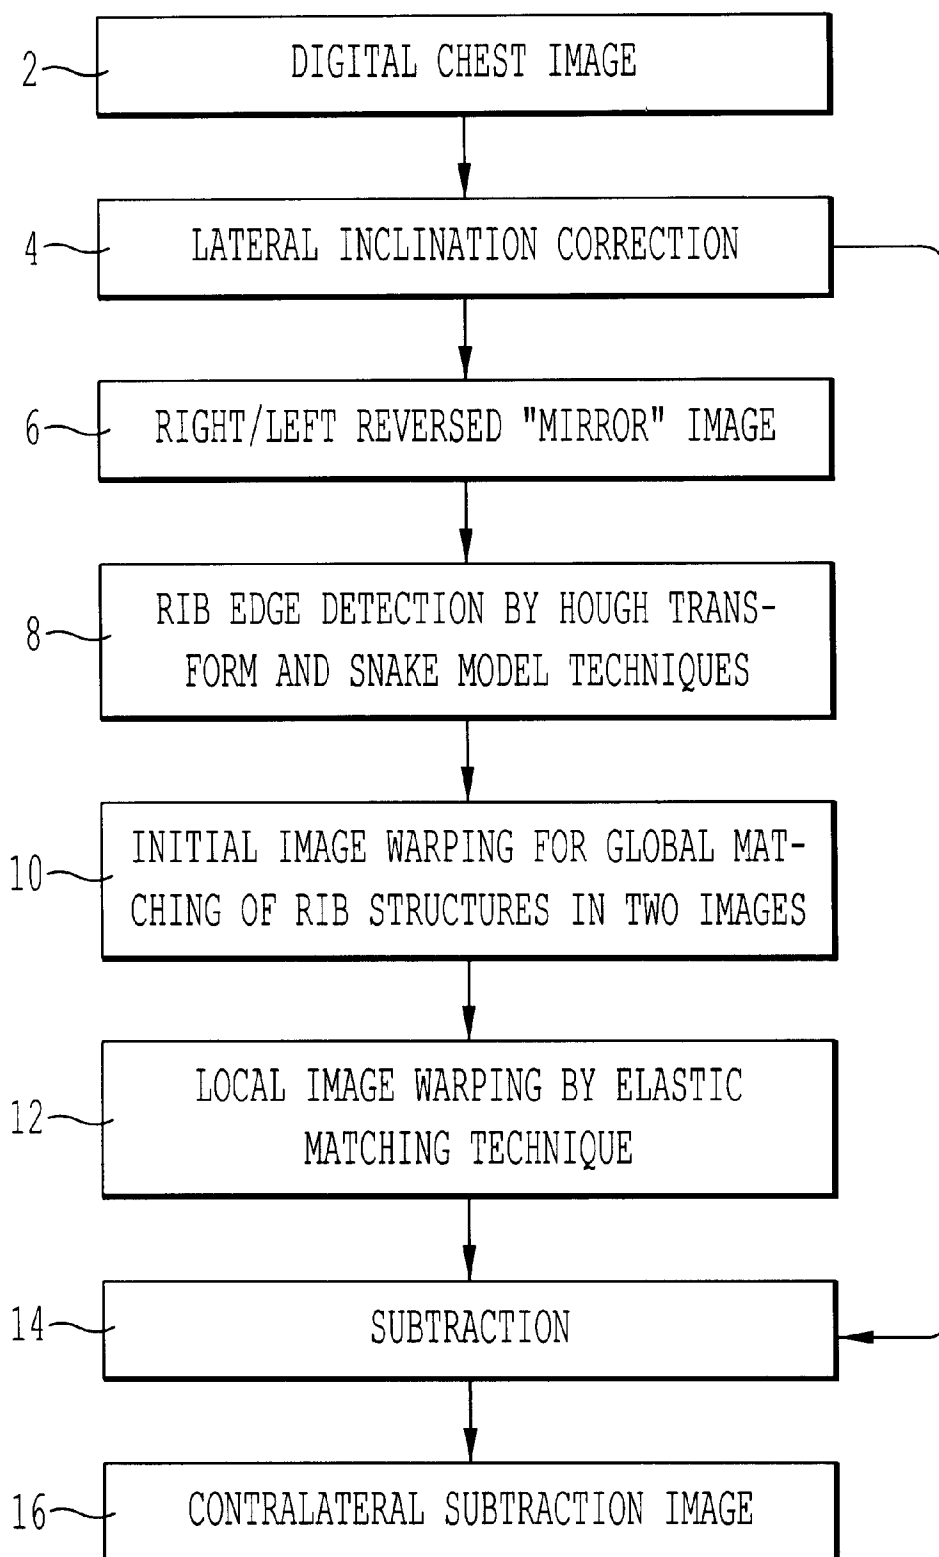 2
DIGITAL CHEST IMAGE
4
LATERAL INCLINATION CORRECTION
6
RIGHT/LEFT REVERSED "MIRROR" IMAGE
8
RIB EDGE DETECTION BY HOUGH TRANS-
FORM AND SNAKE MODEL TECHNIQUES
10
INITIAL IMAGE WARPING FOR GLOBAL MAT-
CHING OF RIB STRUCTURES IN TWO IMAGES
12
LOCAL IMAGE WARPING BY ELASTIC
MATCHING TECHNIQUE
14
SUBTRACTION
16
CONTRALATERAL SUBTRACTION IMAGE